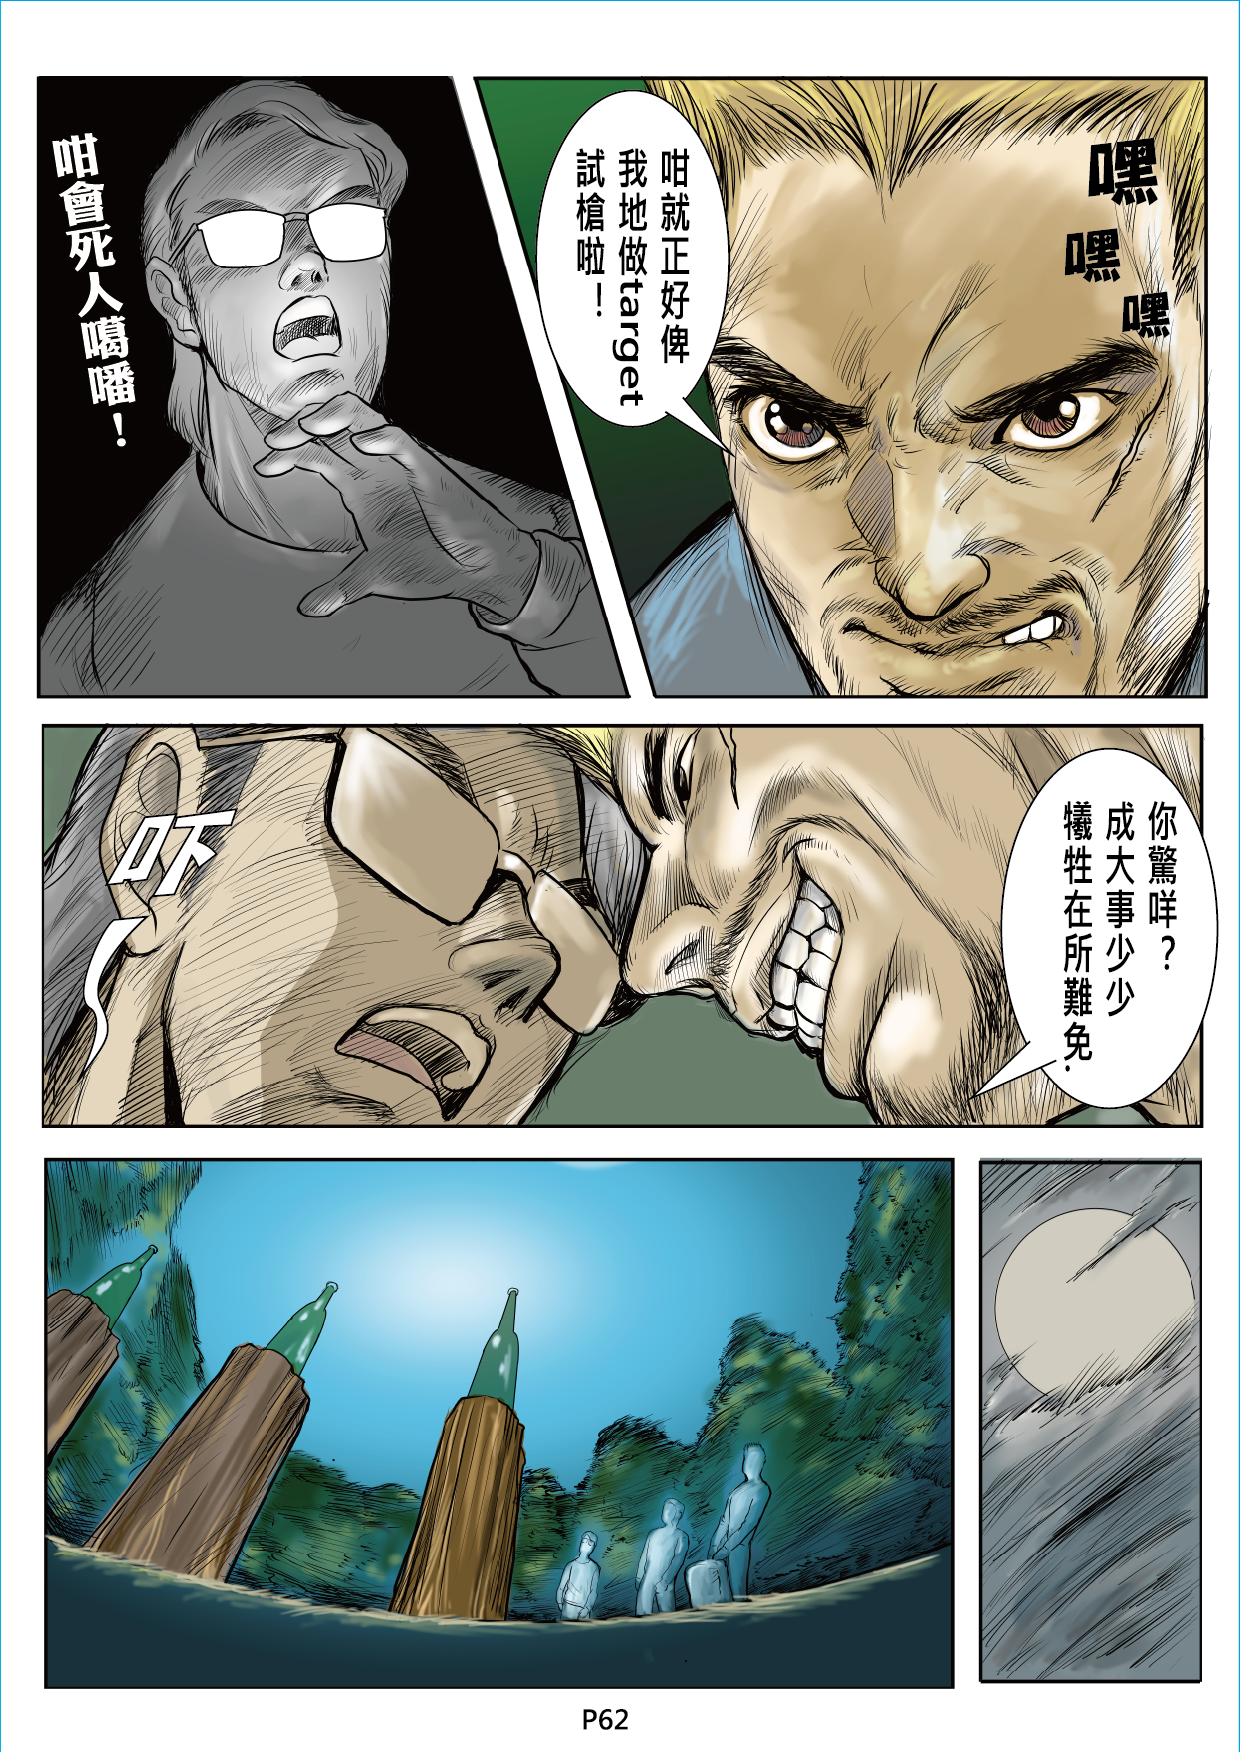 嘿
嘿
嘿
咁就正好俾
我地做target
試槍啦！
咁會死人噶噃！
你驚咩？
成大事少少
犧牲在所難免.
吓
P62